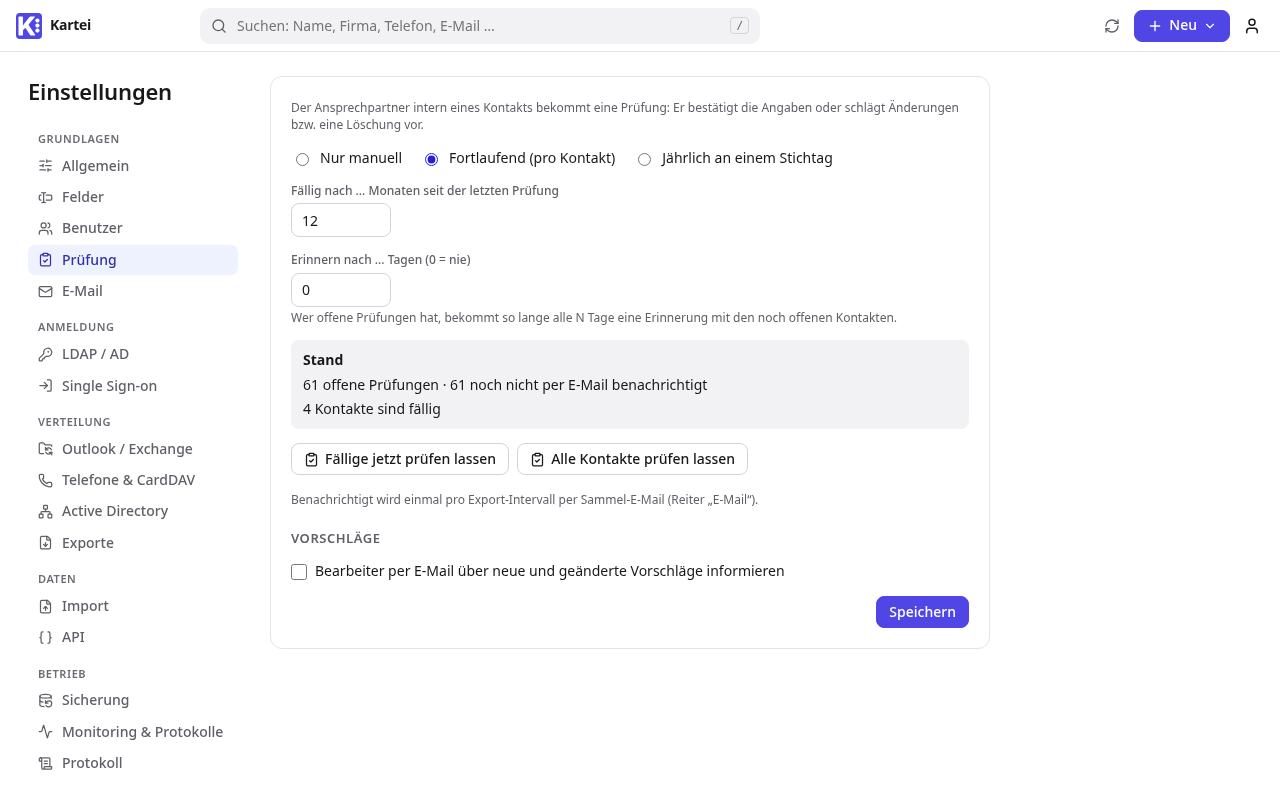 Kartei
Suchen: Name, Firma, Telefon, E-Mail ...
/
Neu
Einstellungen
GRUNDLAGEN
Allgemein
Felder
Benutzer
Prüfung
E-Mail
ANMELDUNG
LDAP / AD
Single Sign-on
VERTEILUNG
Outlook / Exchange
Telefone & CardDAV
Active Directory
Exporte
DATEN
Import
API
BETRIEB
Sicherung
Monitoring & Protokolle
Protokoll
Der Ansprechpartner intern eines Kontakts bekommt eine Prüfung: Er bestätigt die Angaben oder schlägt Änderungen
bzw. eine Löschung vor.
Nur manuell
Fortlaufend (pro Kontakt)
Jährlich an einem Stichtag
Fällig nach ... Monaten seit der letzten Prüfung
12
Erinnern nach ... Tagen (0 = nie)
0
Wer offene Prüfungen hat, bekommt so lange alle N Tage eine Erinnerung mit den noch offenen Kontakten.
Stand
61 offene Prüfungen · 61 noch nicht per E-Mail benachrichtigt
4 Kontakte sind fällig
Fällige jetzt prüfen lassen
Alle Kontakte prüfen lassen
Benachrichtigt wird einmal pro Export-Intervall per Sammel-E-Mail (Reiter „E-Mail“).
VORSCHLÄGE
Bearbeiter per E-Mail über neue und geänderte Vorschläge informieren
Speichern